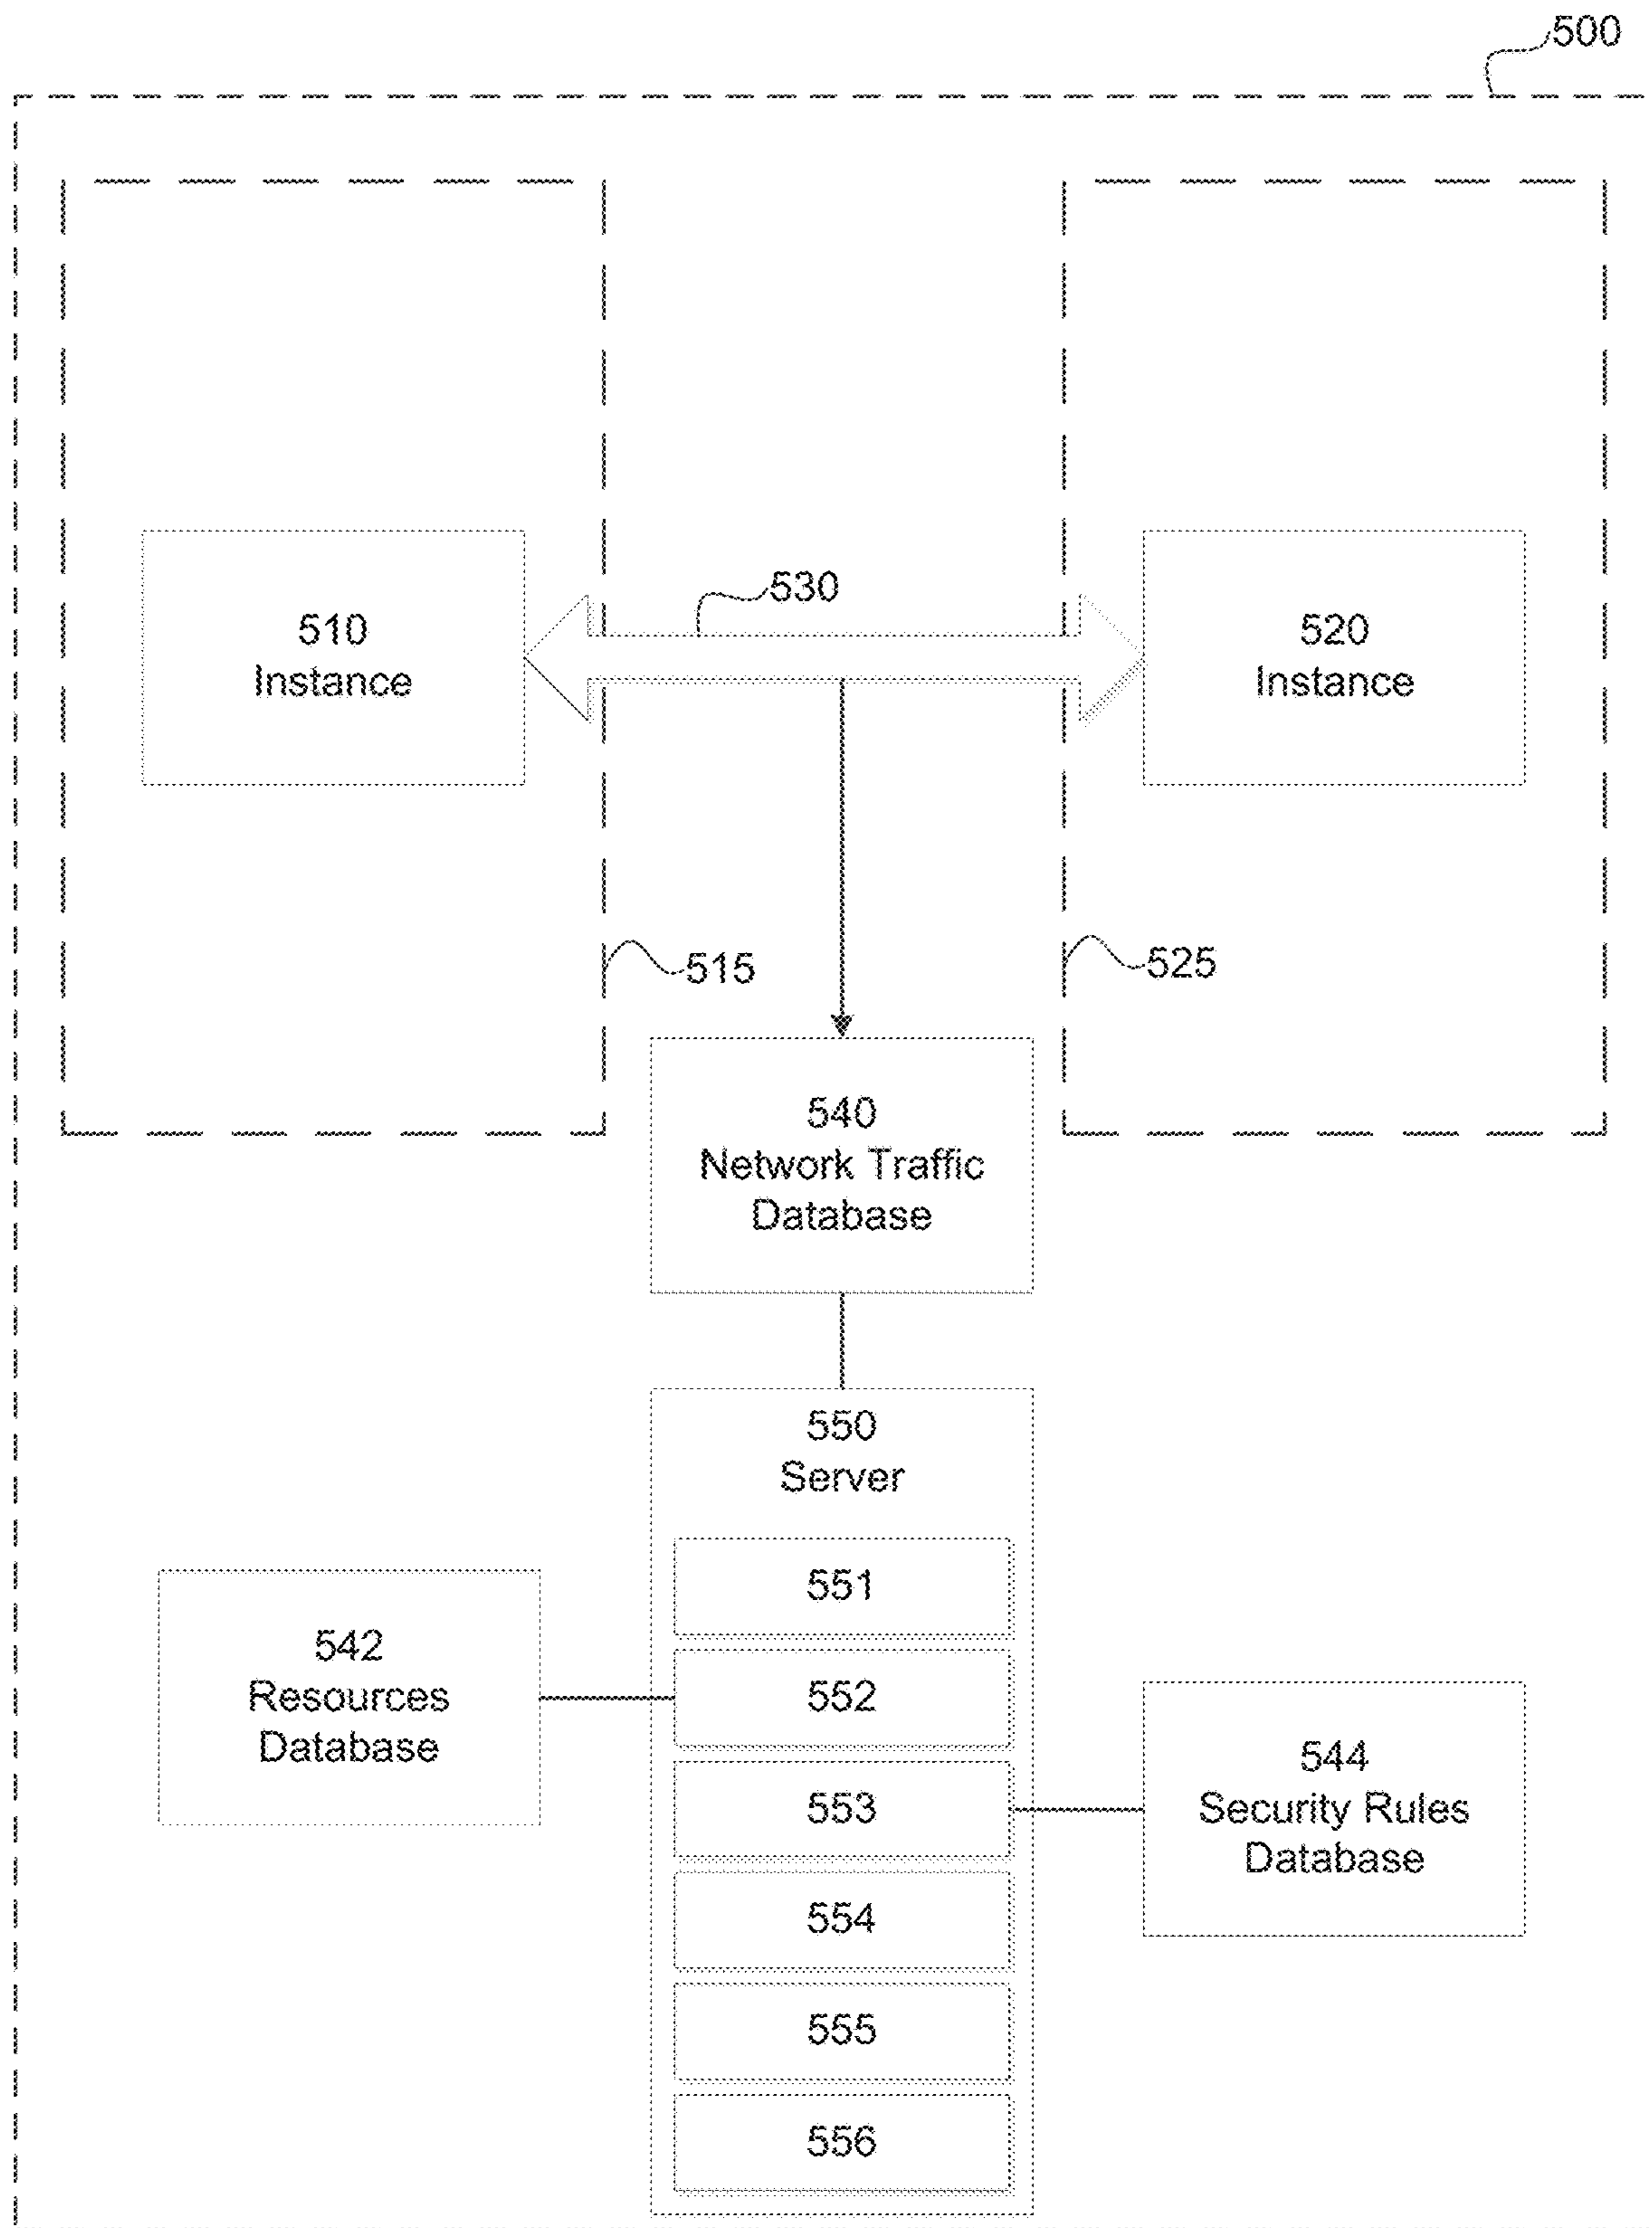 500
530
510
Instance
520
Instance
515
525
540
Network Traffic
Database
550
Server
551
542
Resources
Database
552
553
544
Security Rules
Database
554
555
556